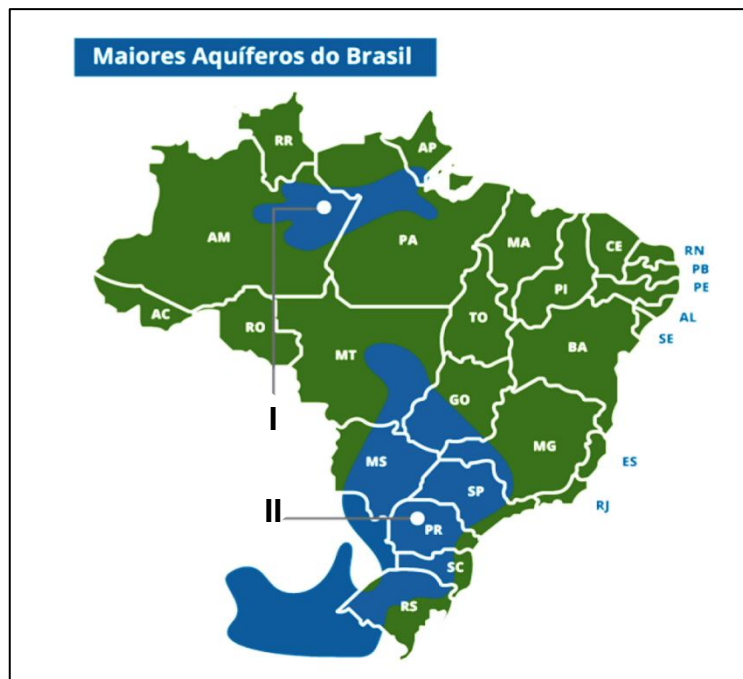 Maiores Aquíferos do Brasil
RR
AP
AM
PA
MA
CE
RN
PB
PE
PI
AC
RO
TO
AL
SE
MT
BA
GO
I
MG
MS
ES
SP
RJ
II
PR
SC
RS